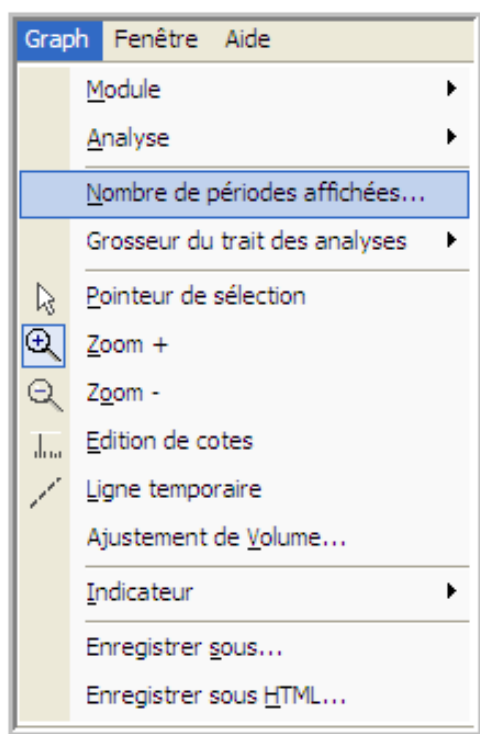 Graph Fenêtre Aide
Module
Analyse
Nombre de périodes affichées...
Grosseur du trait des analyses
Pointeur de sélection
Zoom +
Zoom -
Edition de cotes
Ligne temporaire
Ajustement de Volume...
Indicateur
Enregistrer sous...
Enregistrer sous HTML...